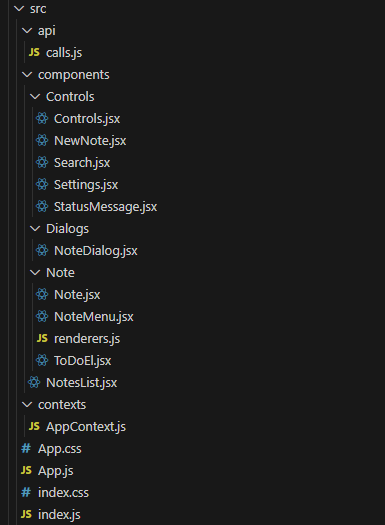 src
api
JS calls.js
components
Controls
Controls.jsx
NewNote.jsx
Search.jsx
Settings.jsx
StatusMessage.jsx
Dialogs
NoteDialog.jsx
Note
Note.jsx
NoteMenu.jsx
JS renderers.js
ToDoEl.jsx
NotesList.jsx
contexts
JS AppContext.js
# App.css
JS App.js
# index.css
JS index.js